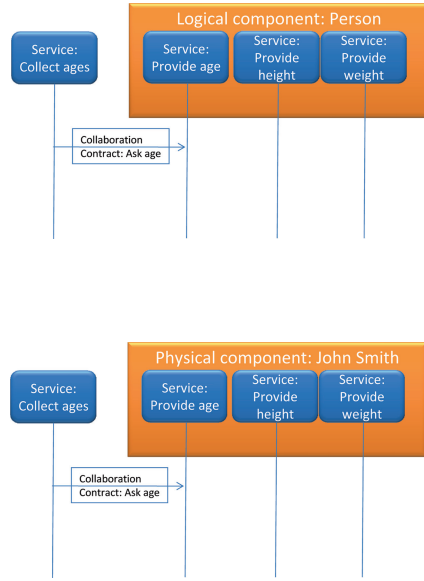 Logical component: Person
Service:
Collect ages
Service:
Provide age
Service:
Provide
height
Service:
Provide
weight
Collaboration
Contract: Ask age
Physical component: John Smith
Service:
Collect ages
Service:
Provide age
Service:
Provide
height
Service:
Provide
weight
Collaboration
Contract: Ask age